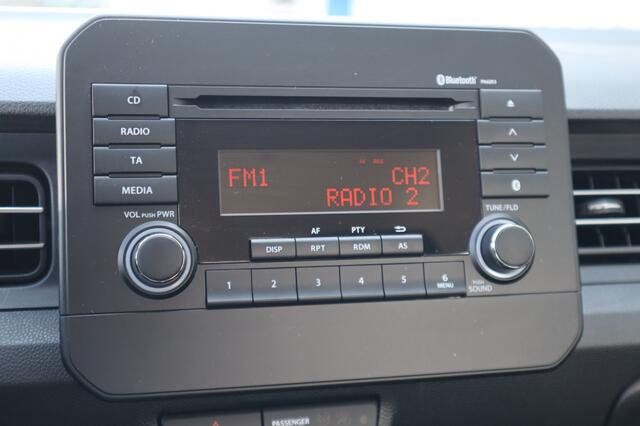 Bluetooth
CD
RADIO
TA
MEDIA
VOL PUSH PWR
FM1 CH2
RADIO 2
TUNE/FLD
AF PTY
DISP RPT RDM AS
1 2 3 4 5 6
MENU
PUSH
SOUND
PASSENGER